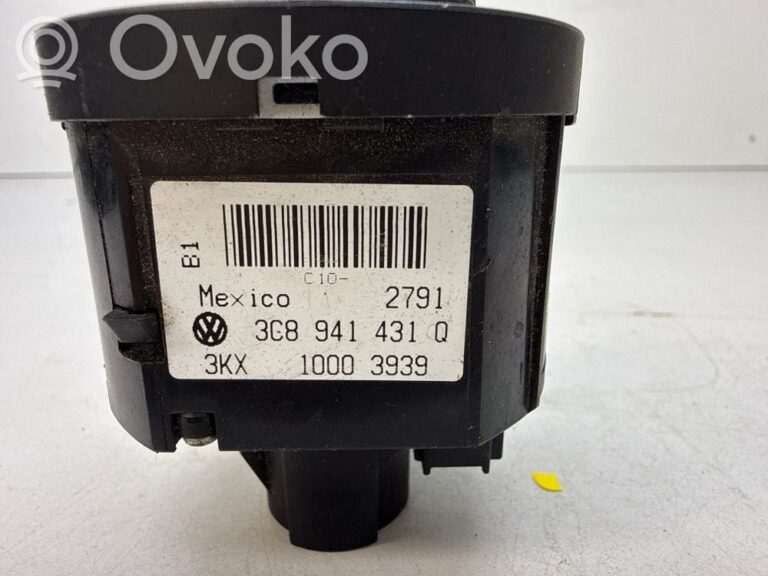 Ovoko
B1
C10-
Mexico 2791
3C8 941 431 Q
3KX 1000 3939